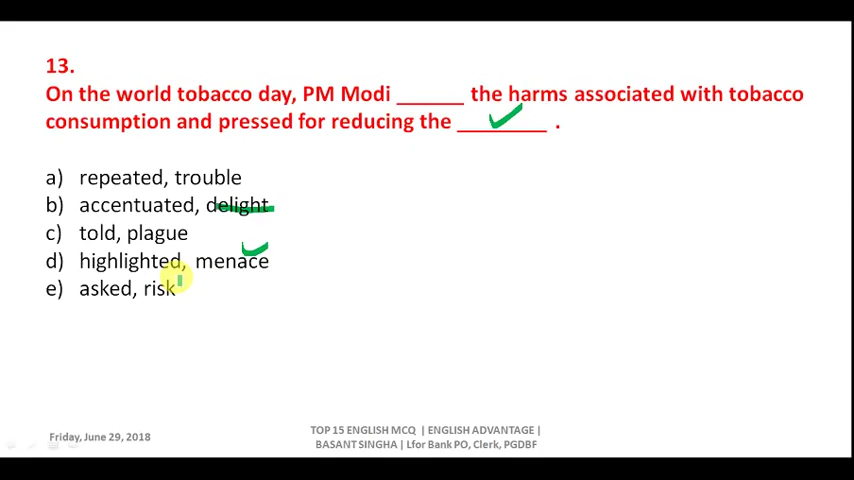 13.
On the world tobacco day, PM Modi ______ the harms associated with tobacco
consumption and pressed for reducing the ________ .
a) repeated, trouble
b) accentuated, delight
c) told, plague
d) highlighted, menace
e) asked, risk
Friday, June 29, 2018
TOP 15 ENGLISH MCQ | ENGLISH ADVANTAGE |
BASANT SINGHA | Lfor Bank PO, Clerk, PGDBF